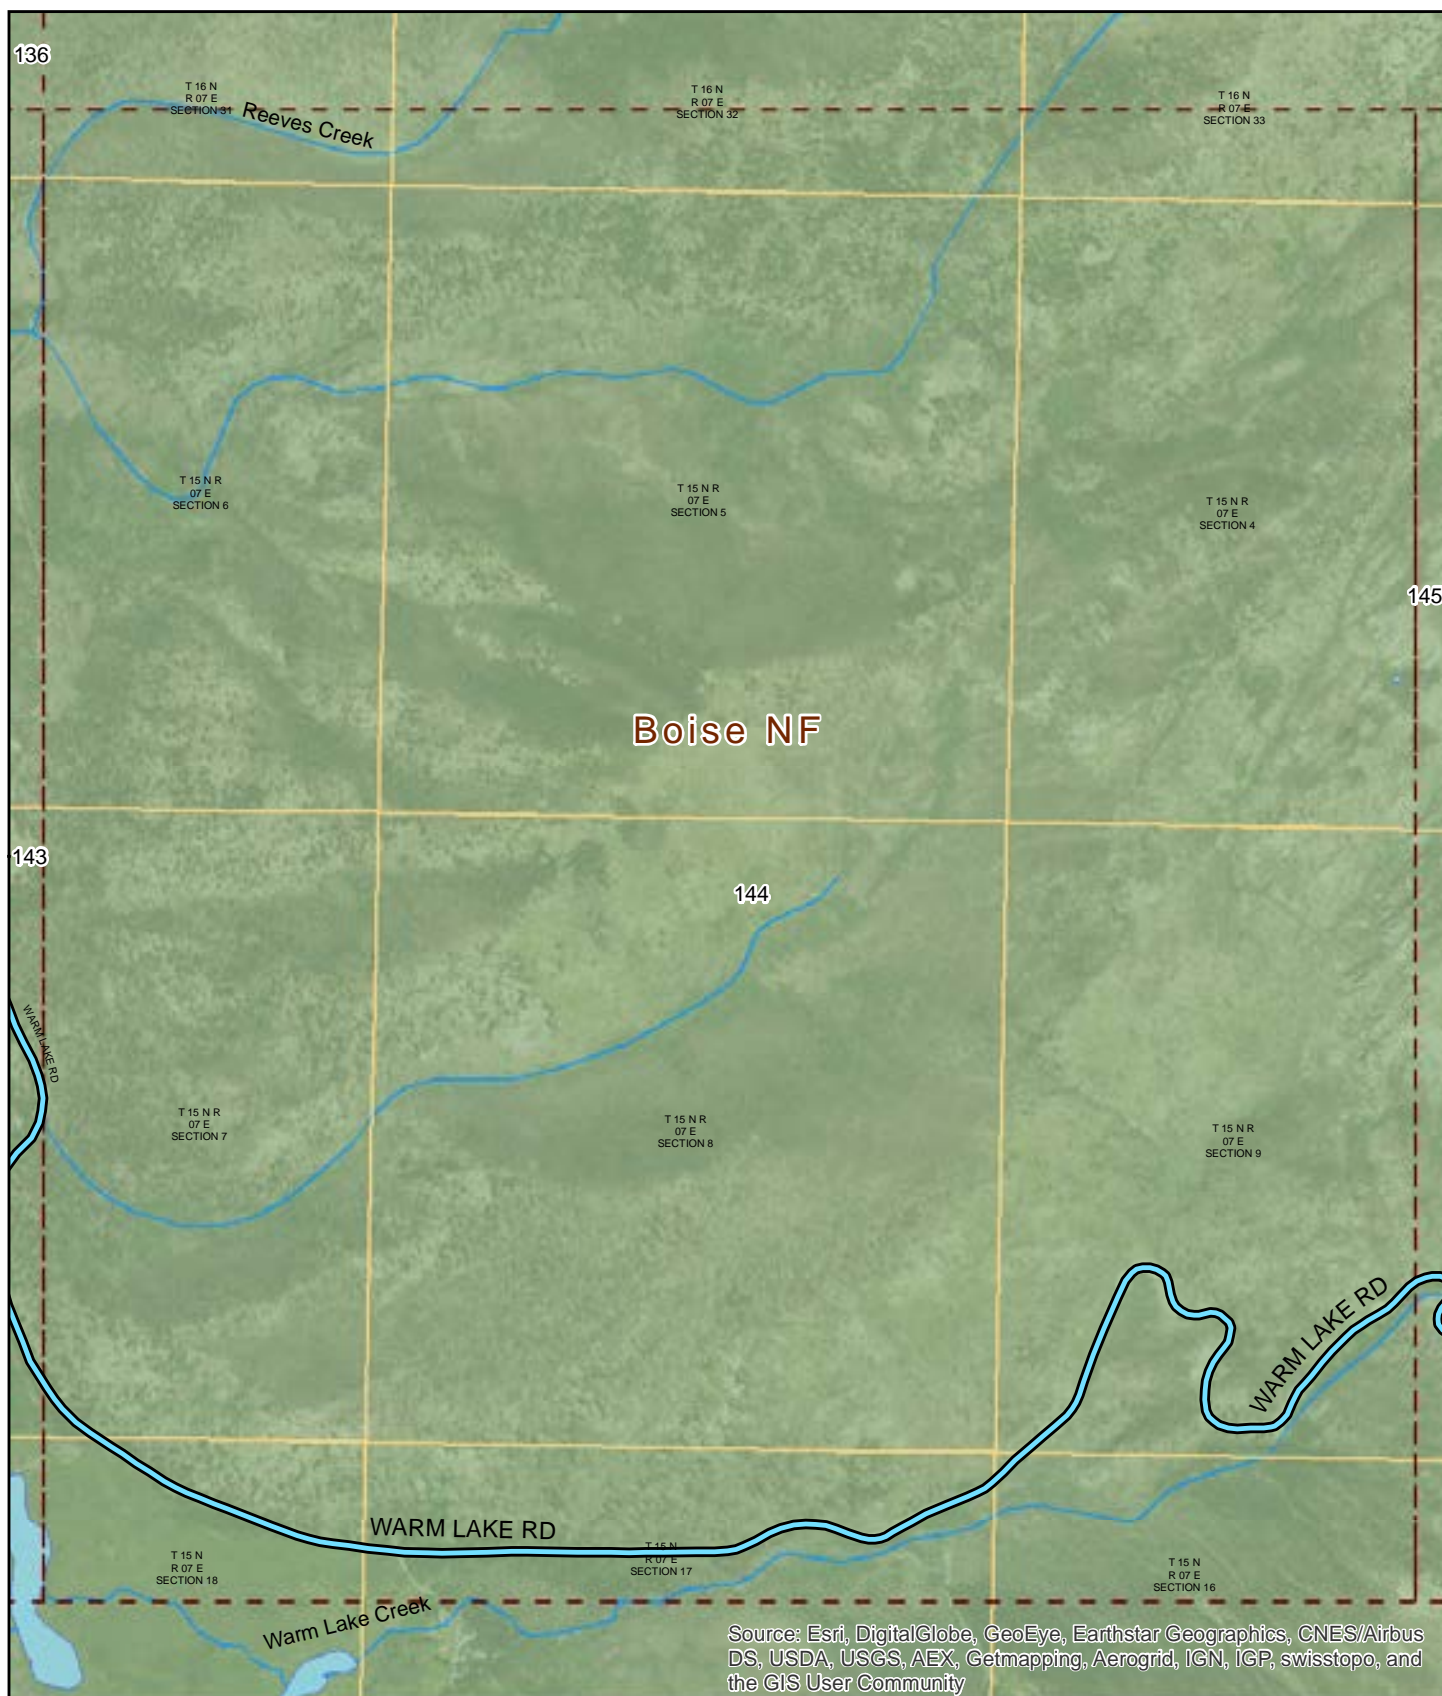 136
T 16 N
R 07 E
SECTION 31
Reeves Creek
T 16 N
R 07 E
SECTION 32
T 16 N
R 07 E
SECTION 33
T 15 N R
07 E
SECTION 6
T 15 N R
07 E
SECTION 5
T 15 N R
07 E
SECTION 4
145
Boise NF
143
144
WARM LAKE RD
T 15 N R
07 E
SECTION 7
T 15 N R
07 E
SECTION 8
T 15 N R
07 E
SECTION 9
WARM LAKE RD
WARM LAKE RD
T 15 N
R 07 E
SECTION 18
T 15 N
R 07 E
SECTION 17
T 15 N
R 07 E
SECTION 16
Warm Lake Creek
Source: Esri, DigitalGlobe, GeoEye, Earthstar Geographics, CNES/Airbus
DS, USDA, USGS, AEX, Getmapping, Aerogrid, IGN, IGP, swisstopo, and
the GIS User Community